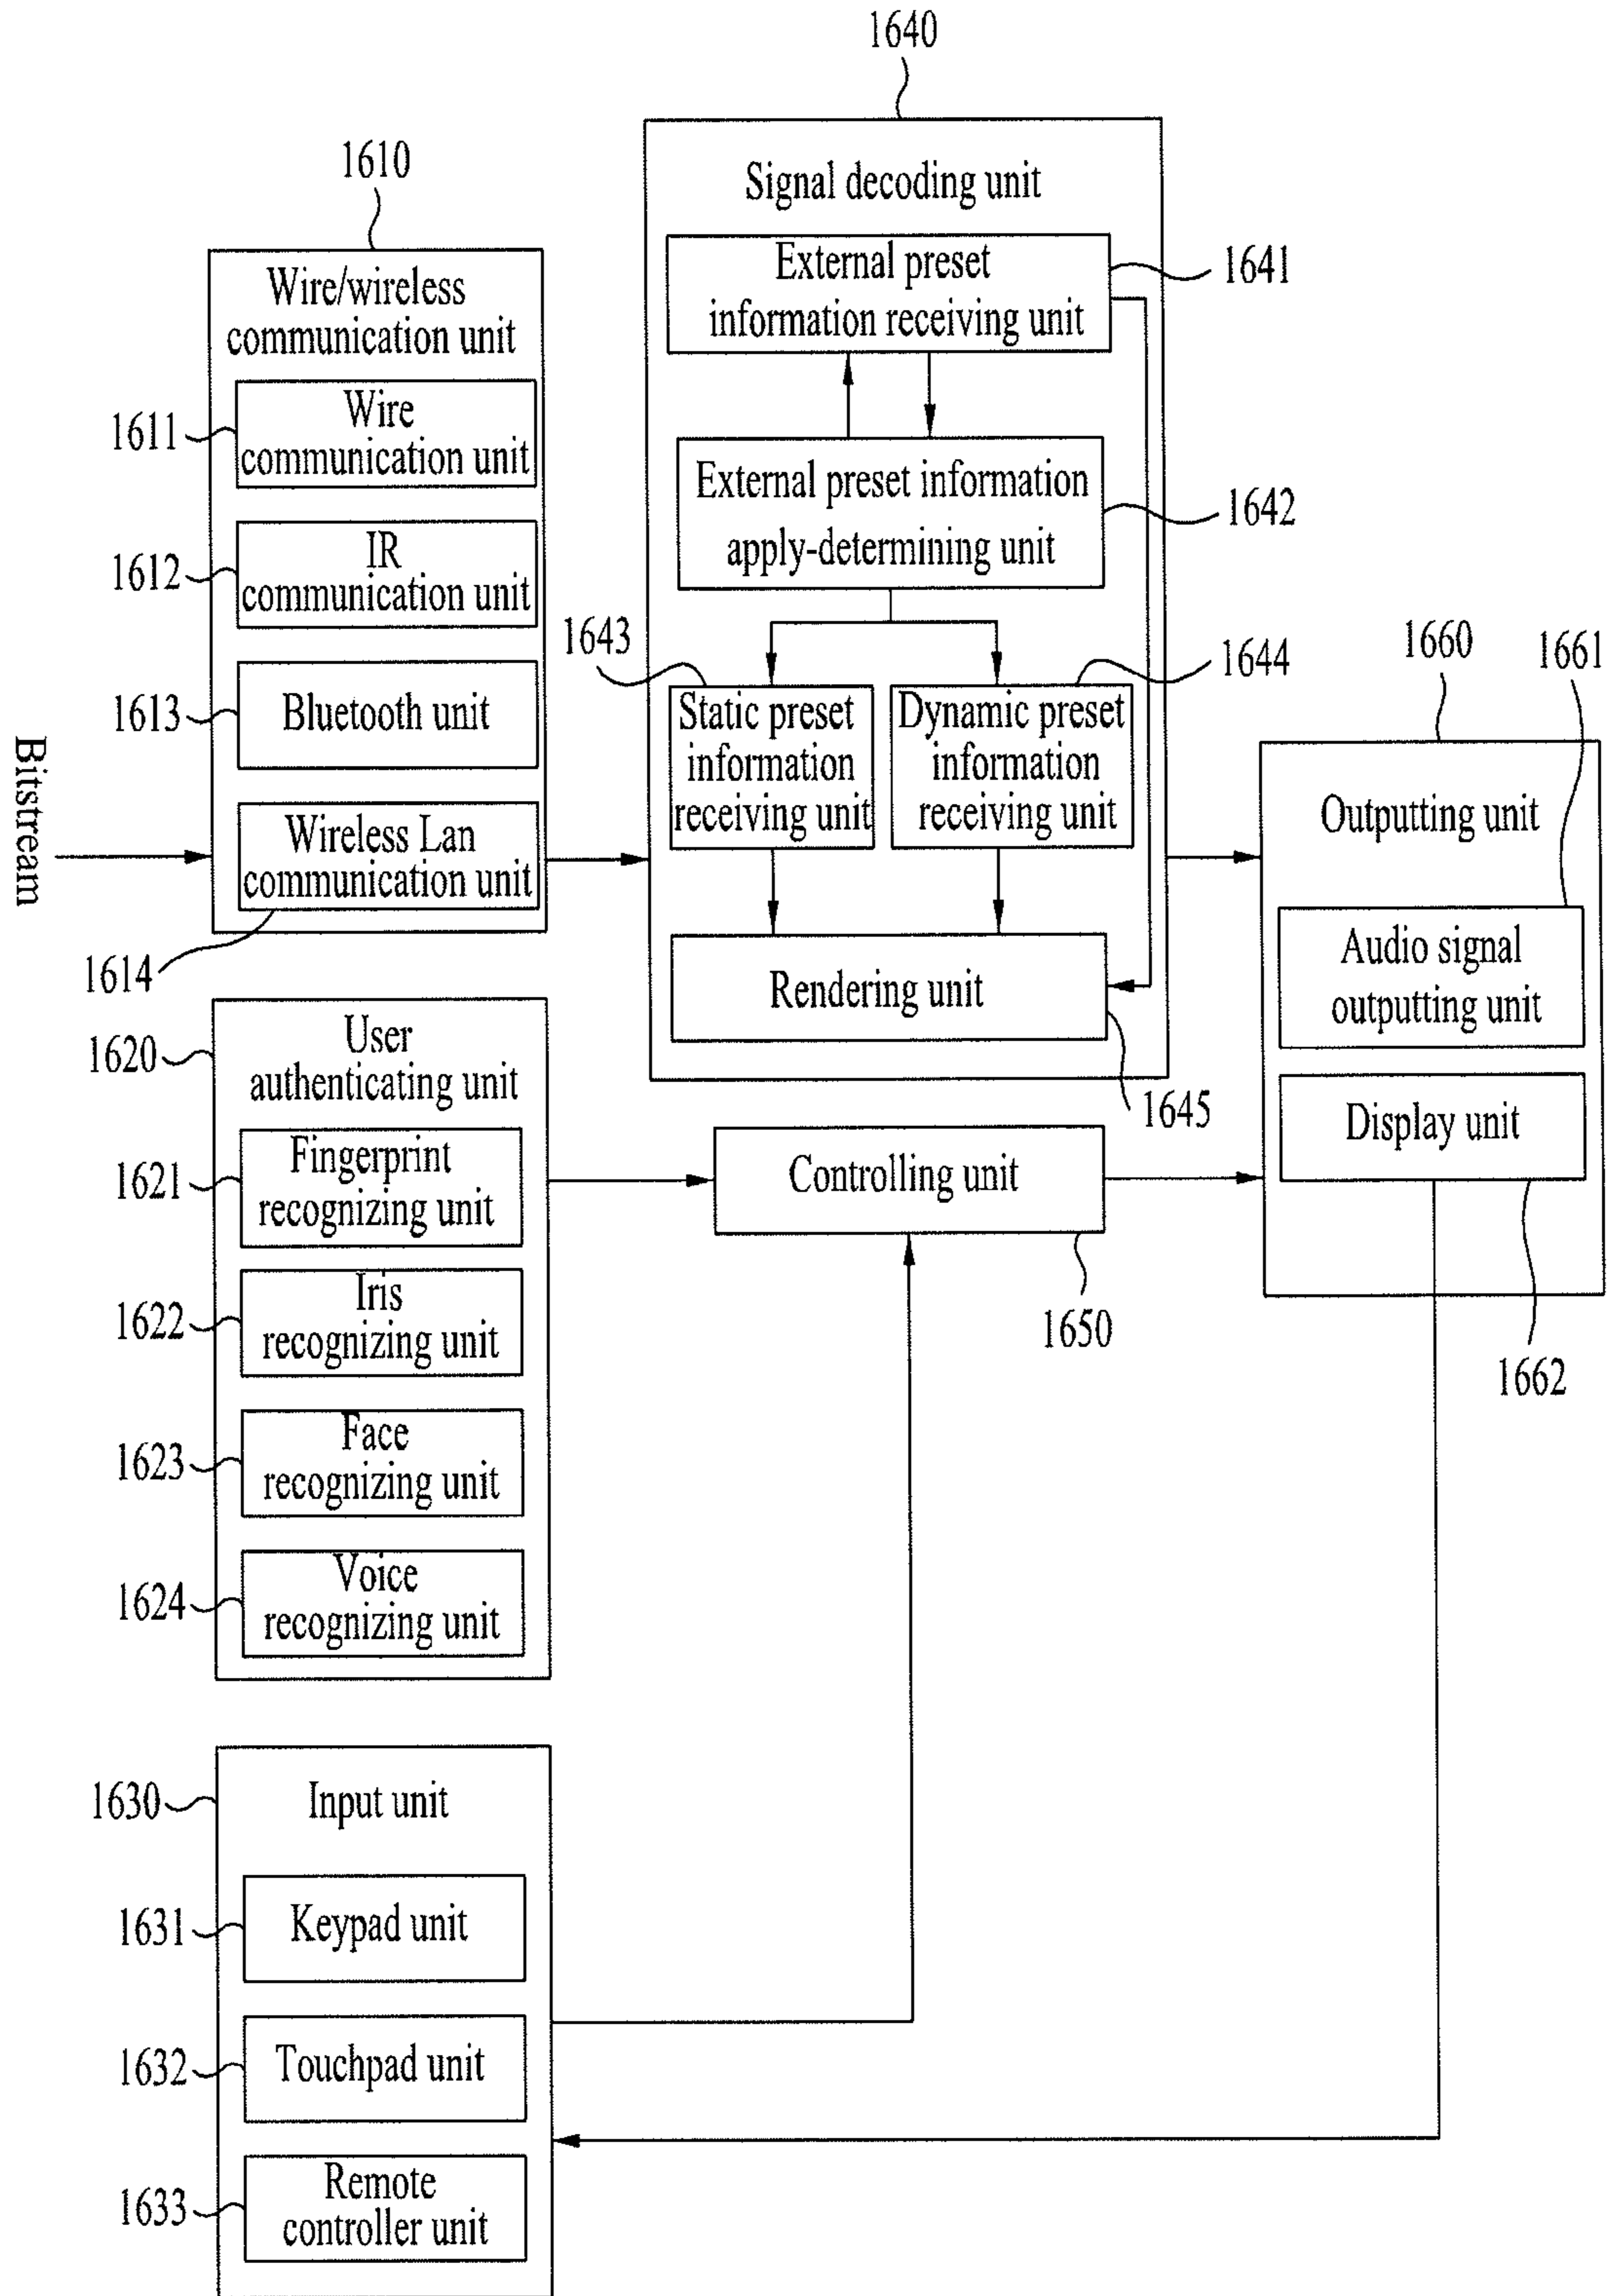 1640
Signal decoding unit
External preset
information receiving unit
1641
External preset information
apply-determining unit
1642
1643
Static preset
information
receiving unit
1644
Dynamic preset
information
receiving unit
Rendering unit
1645
1610
Wire/wireless
communication unit
1611
Wire
communication unit
1612
IR
communication unit
1613
Bluetooth unit
Wireless Lan
communication unit
1614
Bitstream
1620
User
authenticating unit
1621
Fingerprint
recognizing unit
1622
Iris
recognizing unit
1623
Face
recognizing unit
1624
Voice
recognizing unit
Controlling unit
1650
1660
1661
Outputting unit
Audio signal
outputting unit
Display unit
1662
1630
Input unit
1631
Keypad unit
1632
Touchpad unit
1633
Remote
controller unit